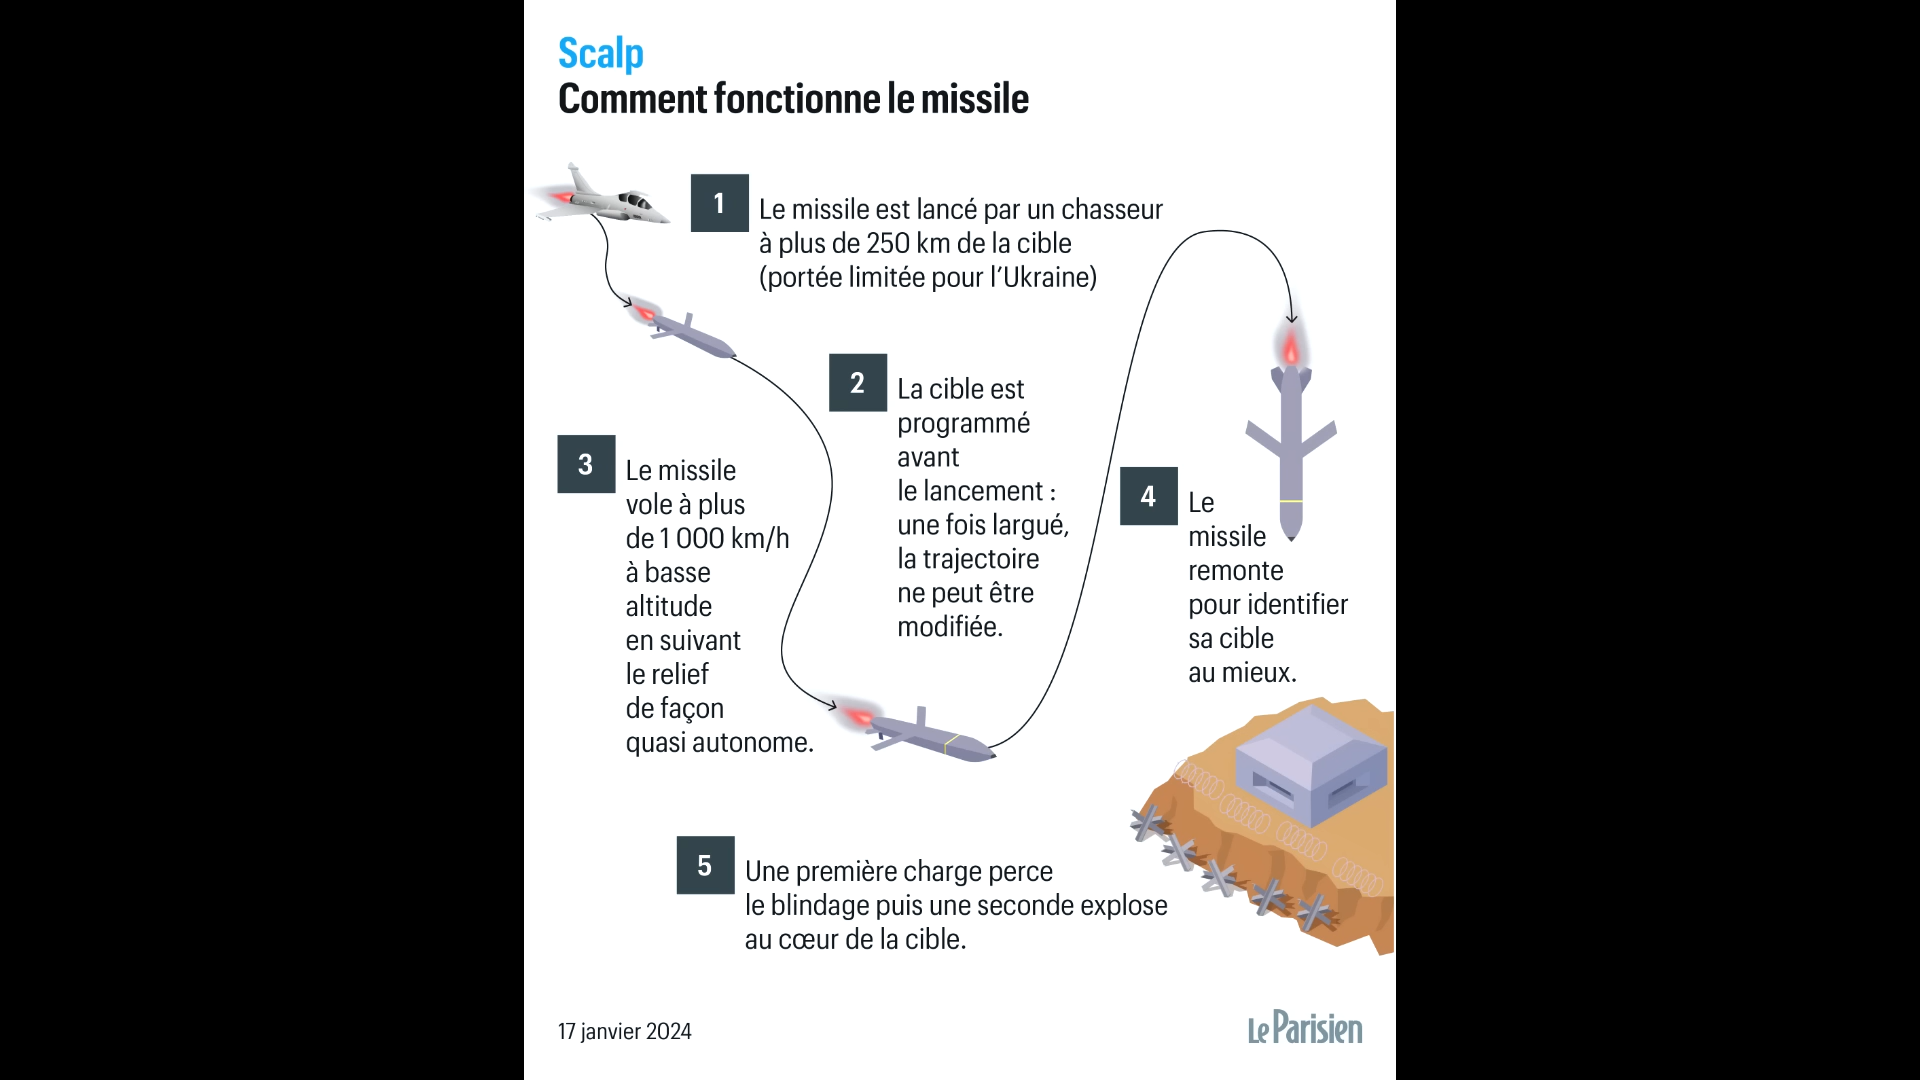 Scalp
Comment fonctionne le missile
1
Le missile est lancé par un chasseur
à plus de 250 km de la cible
(portée limitée pour l'Ukraine)
2
La cible est
programmé
avant
le lancement :
une fois largué,
la trajectoire
ne peut être
modifiée.
3
Le missile
vole à plus
de 1 000 km/h
à basse
altitude
en suivant
le relief
de façon
quasi autonome.
4
Le
missile
remonte
pour identifier
sa cible
au mieux.
5
Une première charge perce
le blindage puis une seconde explose
au cœur de la cible.
17 janvier 2024
Le Parisien